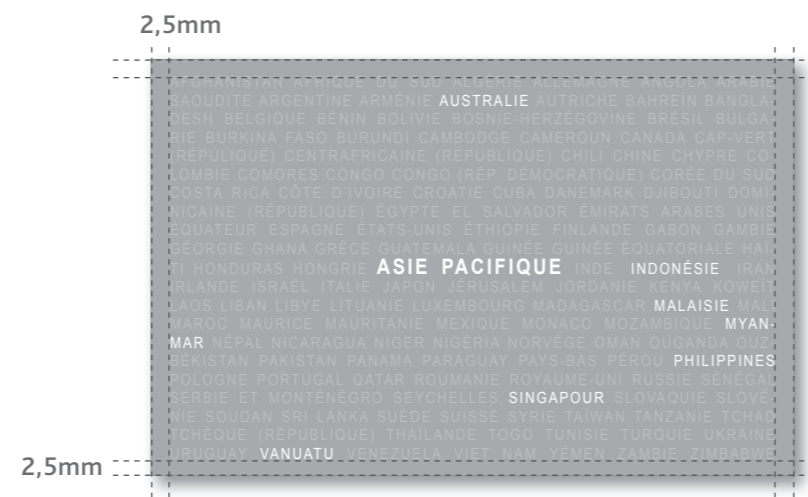 2,5mm
AFGHANISTAN AFRIQUE DU SUD ALGÉRIE ALLEMAGNE ANGOLA ARABIE
SAOUDITE ARGENTINE ARMÉNIE AUSTRALIE AUTRICHE BAHREÏN BANGLA-
DESH BELGIQUE BÉNIN BOLIVIE BOSNIE-HERZÉGOVINE BRÉSIL BULGA-
RIE BURKINA FASO BURUNDI CAMBODGE CAMEROUN CANADA CAP-VERT
(RÉPULIQUE) CENTRAFRICAINE (RÉPUBLIQUE) CHILI CHINE CHYPRE CO-
LOMBIE COMORES CONGO CONGO (RÉP. DÉMOCRATIQUE) CORÉE DU SUD
COSTA RICA CÔTE D'IVOIRE CROATIE CUBA DANEMARK DJIBOUTI DOMI-
NICAINE (RÉPUBLIQUE) ÉGYPTE EL SALVADOR ÉMIRATS ARABES UNIS
ÉQUATEUR ESPAGNE ÉTATS-UNIS ÉTHIOPIE FINLANDE GABON GAMBIE
GÉORGIE GHANA GRÈCE GUATEMALA GUINÉE GUINÉE ÉQUATORIALE HAÏ-
TI HONDURAS HONGRIE ASIE PACIFIQUE INDE INDONÉSIE IRAN
IRLANDE ISRAËL ITALIE JAPON JÉRUSALEM JORDANIE KENYA KOWEÏT
LAOS LIBAN LIBYE LITUANIE LUXEMBOURG MADAGASCAR MALAISIE MALI
MAROC MAURICE MAURITANIE MEXIQUE MONACO MOZAMBIQUE MYAN-
MAR NÉPAL NICARAGUA NIGER NIGÉRIA NORVÈGE OMAN OUGANDA OUZ-
BÉKISTAN PAKISTAN PANAMA PARAGUAY PAYS-BAS PÉROU PHILIPPINES
POLOGNE PORTUGAL QATAR ROUMANIE ROYAUME-UNI RUSSIE SÉNÉGAL
SERBIE ET MONTÉNÉGRO SEYCHELLES SINGAPOUR SLOVAQUIE SLOVÉ-
NIE SOUDAN SRI LANKA SUÈDE SUISSE SYRIE TAÏWAN TANZANIE TCHAD
TCHÈQUE (RÉPUBLIQUE) THAÏLANDE TOGO TUNISIE TURQUIE UKRAINE
URUGUAY VANUATU VENEZUELA VIET NAM YÉMEN ZAMBIE ZIMBABWE
2,5mm